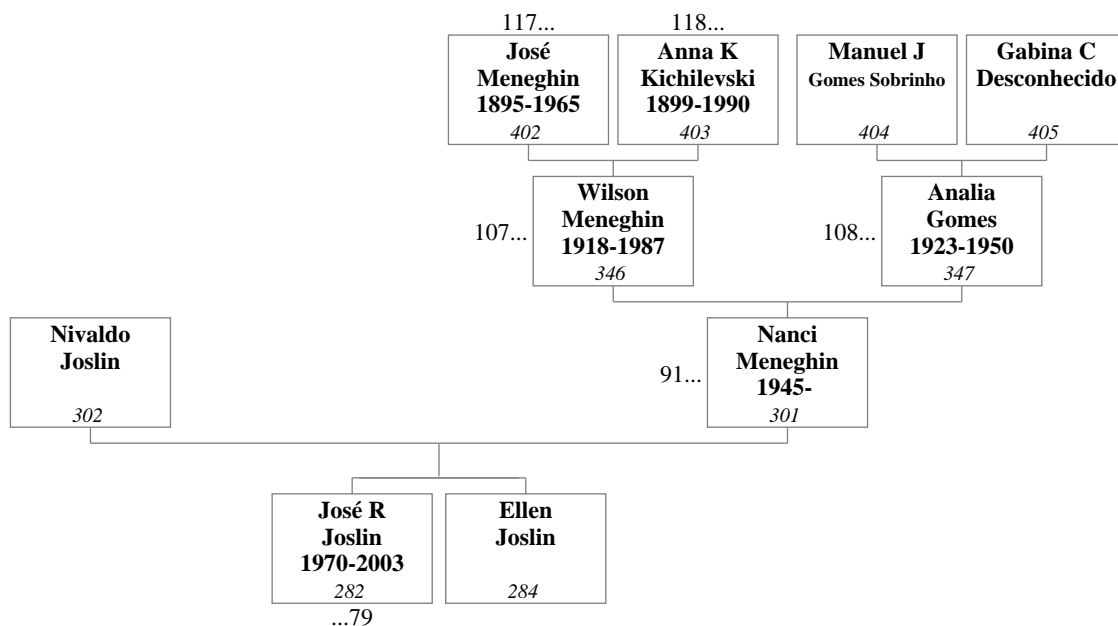 117...
118...
José
Meneghin
1895-1965
402
Anna K
Kichilevski
1899-1990
403
Manuel J
Gomes Sobrinho
404
Gabina C
Desconhecido
405
107...
Wilson
Meneghin
1918-1987
346
108...
Analia
Gomes
1923-1950
347
Nivaldo
Joslin
302
91...
Nanci
Meneghin
1945-
301
José R
Joslin
1970-2003
282
Ellen
Joslin
284
...79